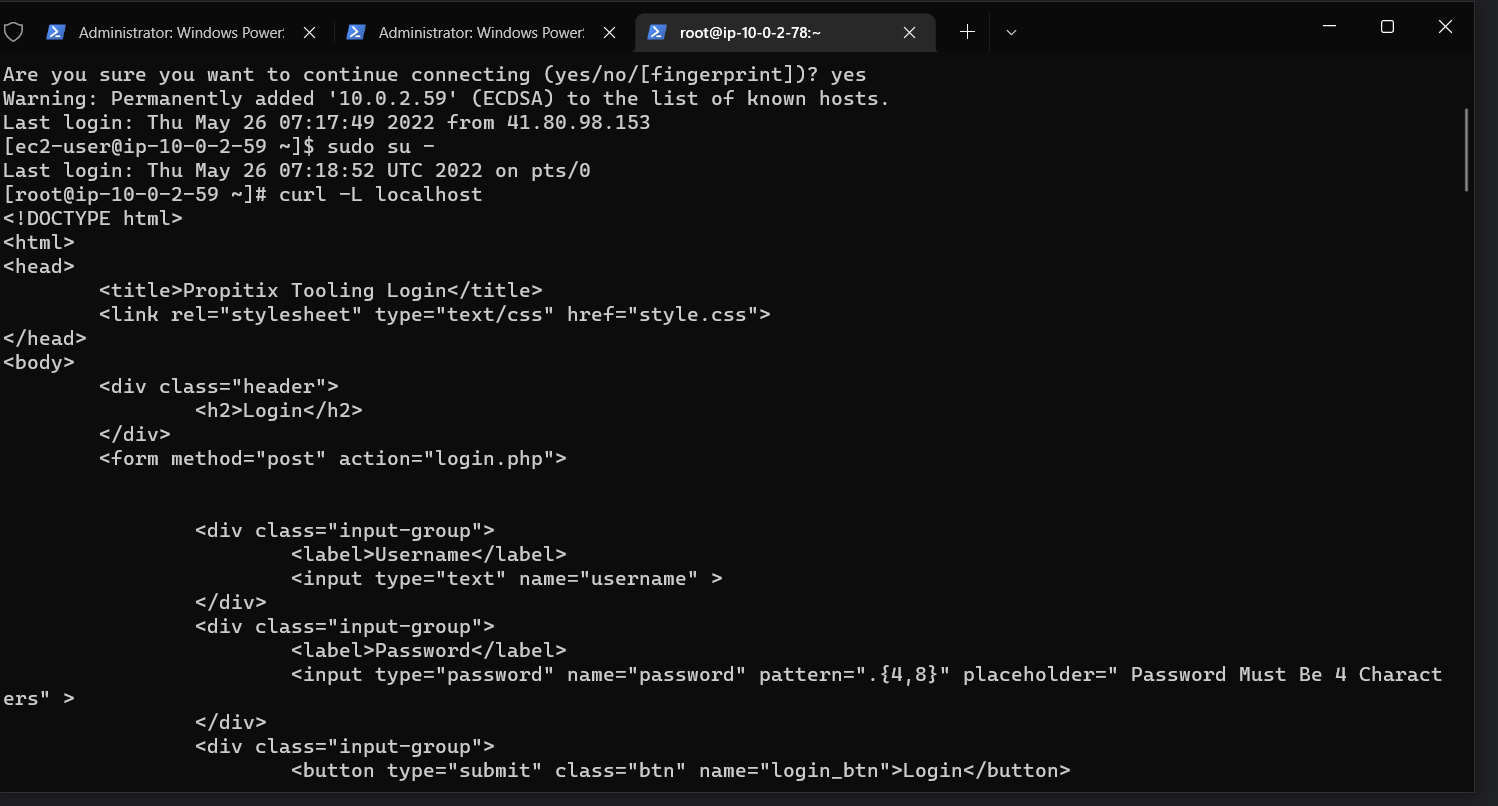 Administrator: Windows Power:
Administrator: Windows Power:
root@ip-10-0-2-78:~
Are you sure you want to continue connecting (yes/no/[fingerprint])? yes
Warning: Permanently added '10.0.2.59' (ECDSA) to the list of known hosts.
Last login: Thu May 26 07:17:49 2022 from 41.80.98.153
[ec2-user@ip-10-0-2-59 ~]$ sudo su -
Last login: Thu May 26 07:18:52 UTC 2022 on pts/0
[root@ip-10-0-2-59 ~]# curl -L localhost
<!DOCTYPE html>
<html>
<head>
        <title>Propitix Tooling Login</title>
        <link rel="stylesheet" type="text/css" href="style.css">
</head>
<body>
        <div class="header">
                <h2>Login</h2>
        </div>
        <form method="post" action="login.php">
                <div class="input-group">
                        <label>Username</label>
                        <input type="text" name="username" >
                </div>
                <div class="input-group">
                        <label>Password</label>
                        <input type="password" name="password" pattern=".{4,8}" placeholder=" Password Must Be 4 Charact
ers" >
                </div>
                <div class="input-group">
                        <button type="submit" class="btn" name="login_btn">Login</button>